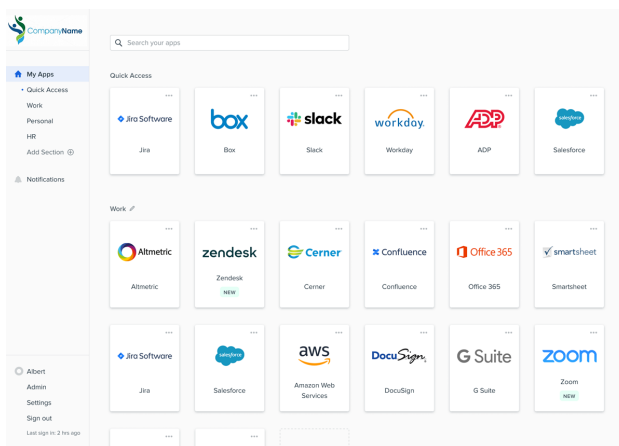 CompanyName
Search your apps
My Apps
Quick Access
Work
Personal
HR
Add Section
Notifications
Quick Access
Jira Software
Jira
box
Box
slack
Slack
workday.
Workday
ADP
ADP
salesforce
Salesforce
Work
Altmetric
Altmetric
zendesk
Zendesk
NEW
Cerner
Cerner
Confluence
Confluence
Office 365
Office 365
smartsheet
Smartsheet
Jira Software
Jira
salesforce
Salesforce
aws
Amazon Web
Services
DocuSign
DocuSign
G Suite
G Suite
zoom
Zoom
NEW
Albert
Admin
Settings
Sign out
Last sign in: 2 hrs ago